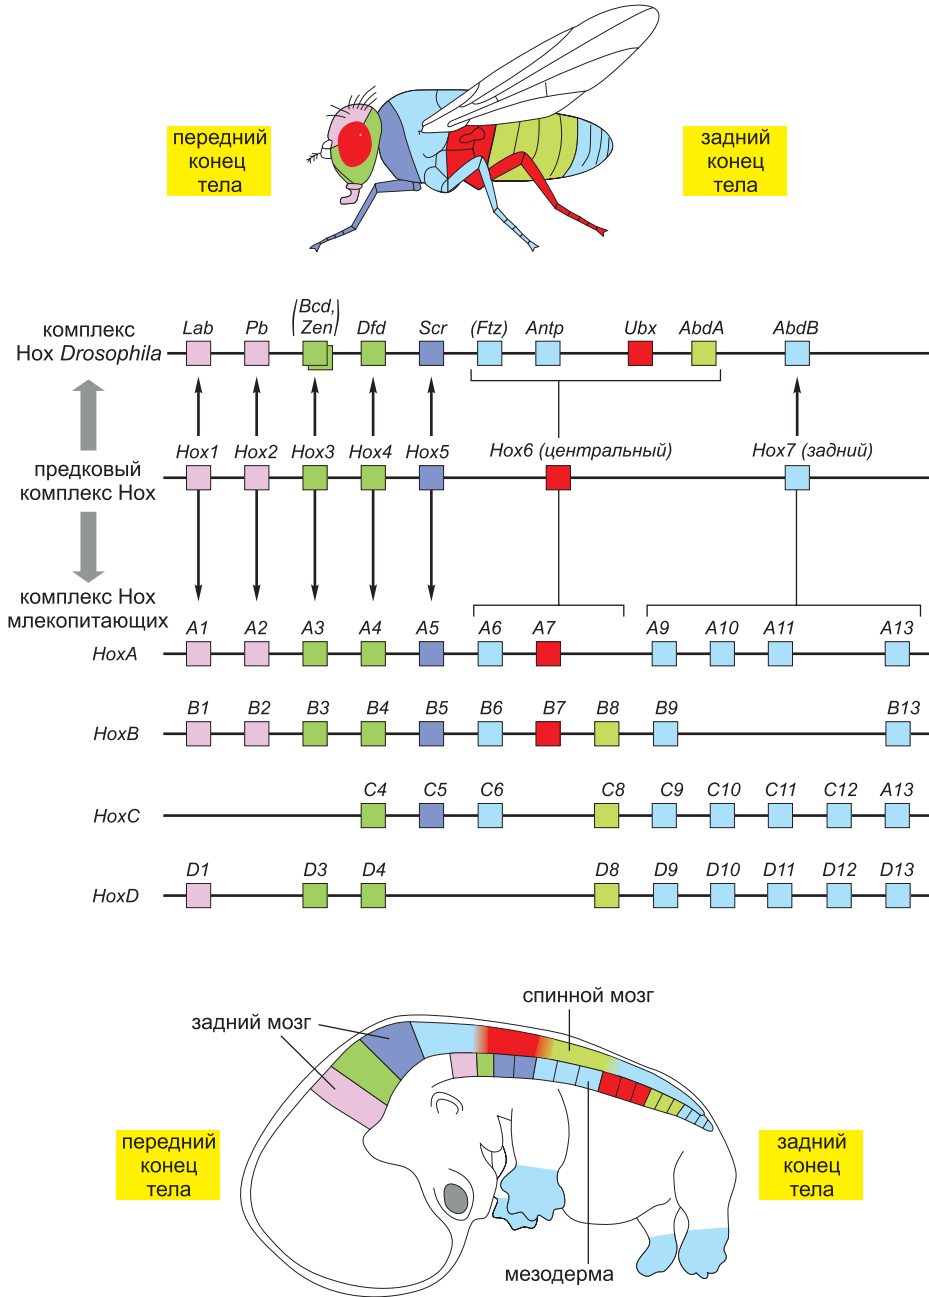 передний
конец
тела
задний
конец
тела
комплекс
Hox Drosophila
Lab Pb (Bcd, Zen) Dfd Scr (Ftz) Antp Ubx AbdA AbdB
предковый
комплекс Hox
Hox1 Hox2 Hox3 Hox4 Hox5 Hox6 (центральный) Hox7 (задний)
комплекс Hox
млекопитающих
HoxA A1 A2 A3 A4 A5 A6 A7 A9 A10 A11 A13
HoxB B1 B2 B3 B4 B5 B6 B7 B8 B9 B13
HoxC C4 C5 C6 C8 C9 C10 C11 C12 A13
HoxD D1 D3 D4 D8 D9 D10 D11 D12 D13
спинной мозг
задний мозг
передний
конец
тела
задний
конец
тела
мезодерма